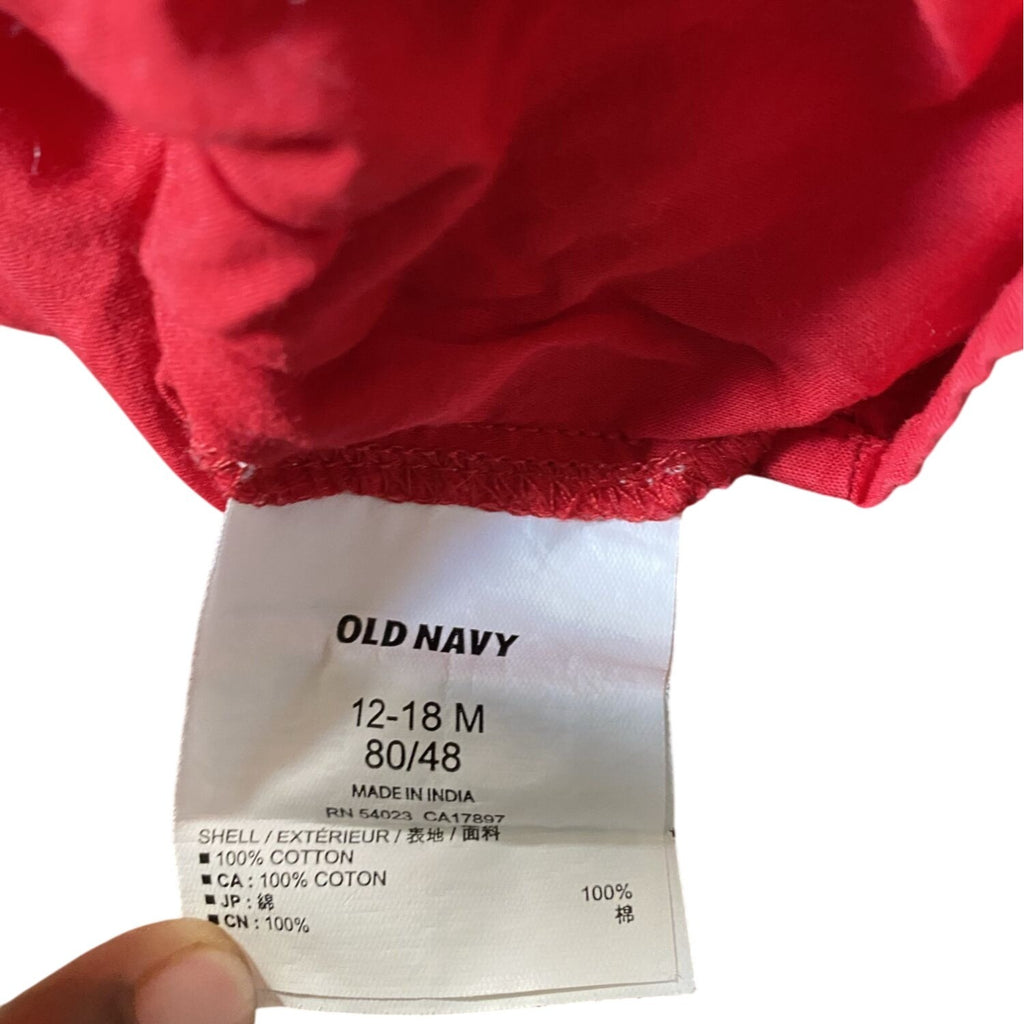 OLD NAVY
12-18 M
80/48
MADE IN INDIA
RN 54023 CA17897
SHELL / EXTÉRIEUR / 表地 / 面料
■ 100% COTTON
■ CA : 100% COTON
■ JP : 綿 100%
■ CN : 100% 棉